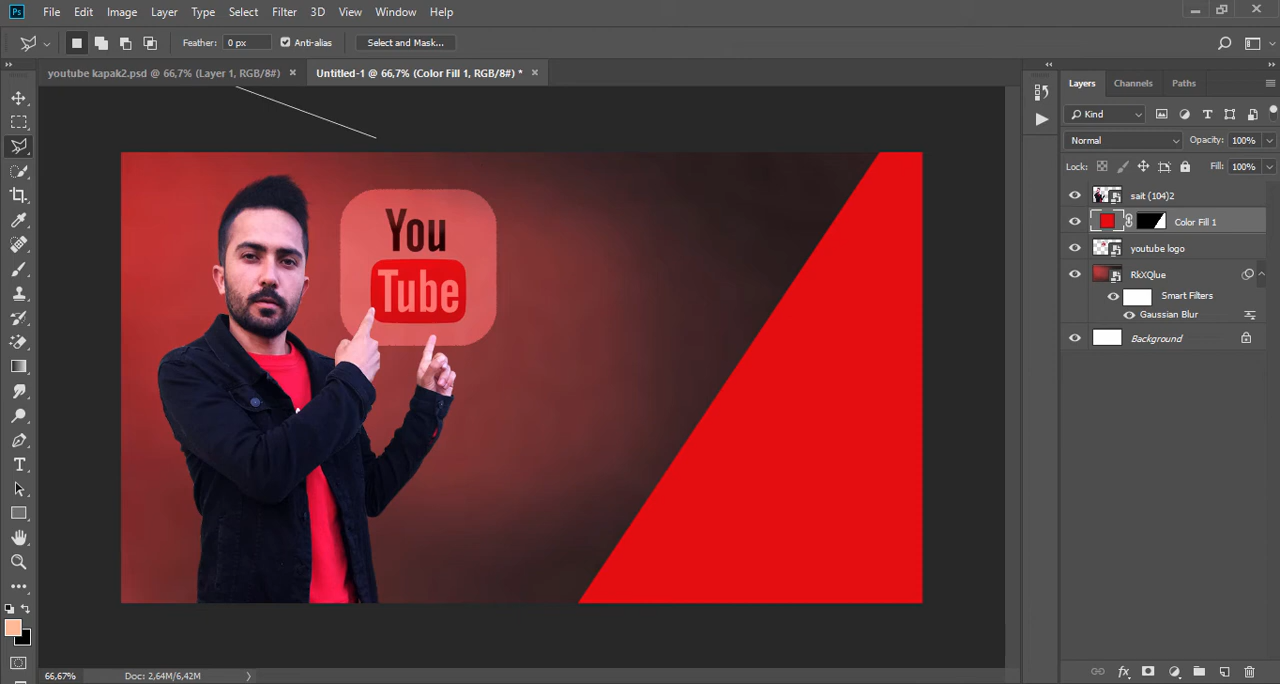 Ps File Edit Image Layer Type Select Filter 3D View Window Help
Feather: 0 px Anti-alias Select and Mask...
youtube kapak2.psd @ 66,7% (Layer 1, RGB/8#) × Untitled-1 @ 66,7% (Color Fill 1, RGB/8#) * ×
Layers Channels Paths
Kind
Normal Opacity: 100%
Lock: Fill: 100%
sait (104)2
Color Fill 1
youtube logo
RkXQlue
Smart Filters
Gaussian Blur
Background
You
Tube
66,67% Doc: 2,64M/6,42M